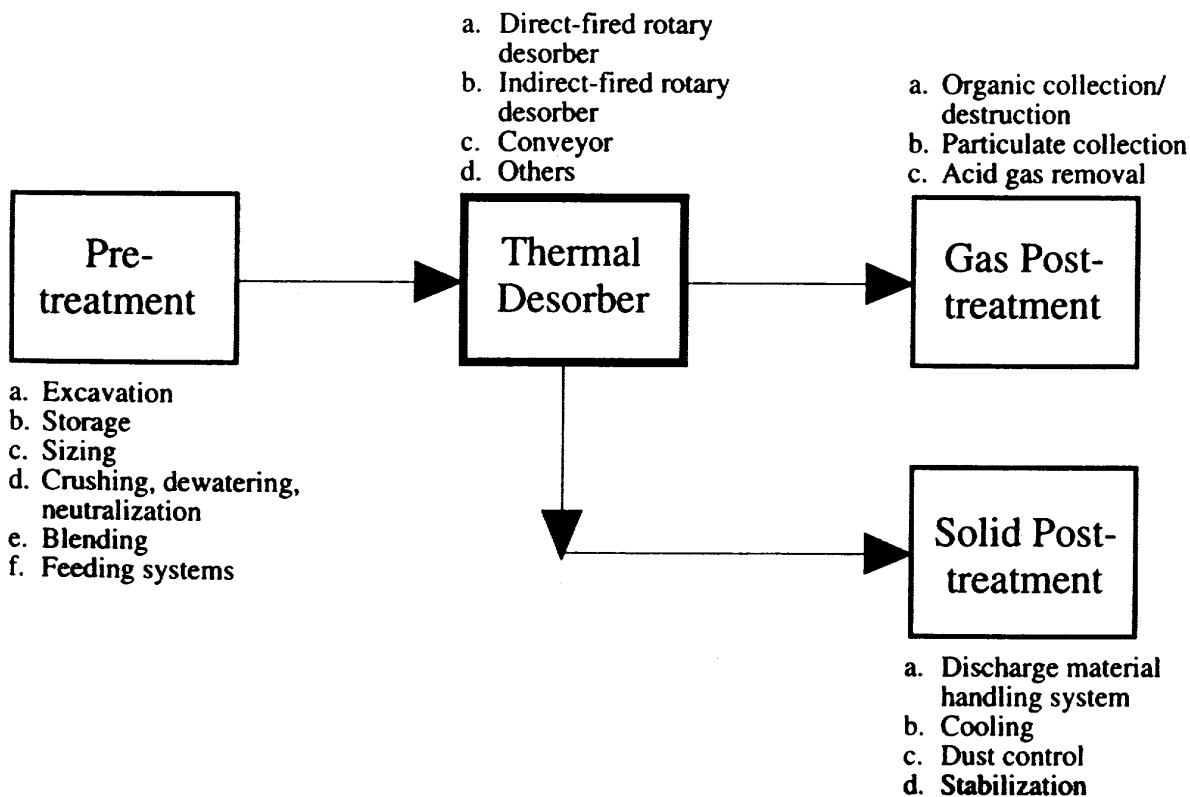 a. Direct-fired rotary
desorber
b. Indirect-fired rotary
desorber
c. Conveyor
d. Others
a. Organic collection/
destruction
b. Particulate collection
c. Acid gas removal
Pre-
treatment
Thermal
Desorber
Gas Post-
treatment
a. Excavation
b. Storage
c. Sizing
d. Crushing, dewatering,
neutralization
e. Blending
f. Feeding systems
Solid Post-
treatment
a. Discharge material
handling system
b. Cooling
c. Dust control
d. Stabilization